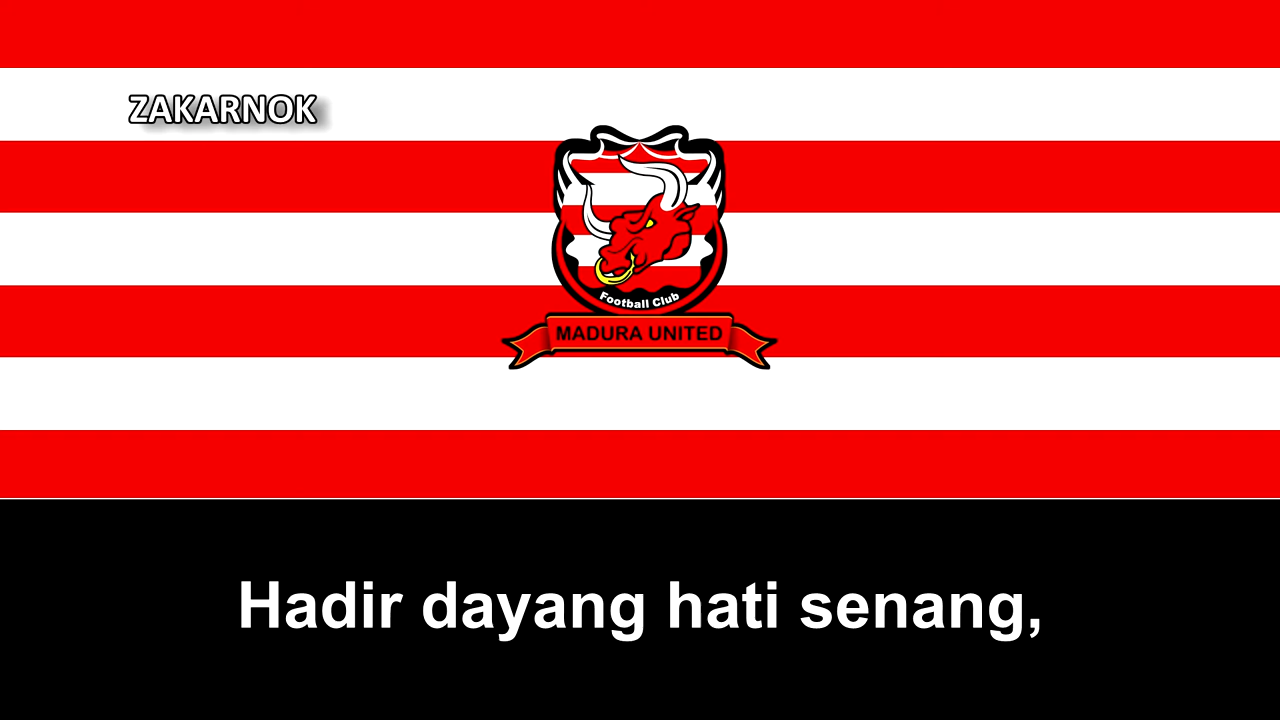 ZAKARNOK
Football Club
MADURA UNITED
Hadir dayang hati senang,